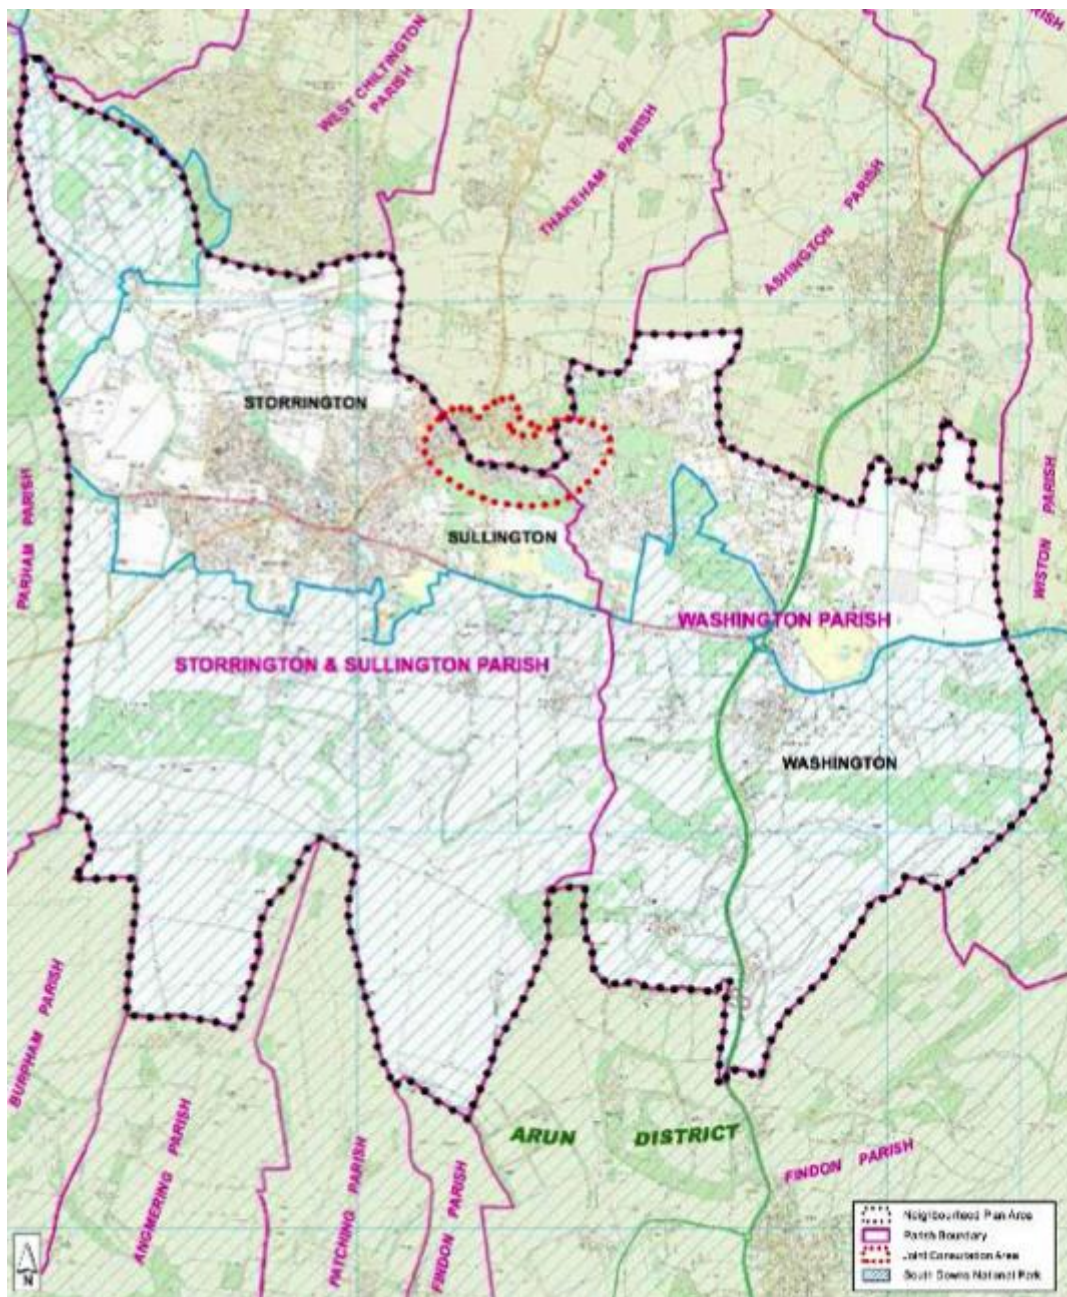 WEST CHILTINGTON
PARISH
THAKEHAM PARISH
ASHINGTON PARISH
STORRINGTON
PARHAM PARISH
WISTON PARISH
SULLINGTON
WASHINGTON PARISH
STORRINGTON & SULLINGTON PARISH
WASHINGTON
BURPHAM PARISH
ANGMERING PARISH
PATCHING PARISH
FINDON PARISH
ARUN DISTRICT
FINDON PARISH
Neighbourhood Plan Area
Parish Boundary
Joint Consultation Area
South Downs National Park
N